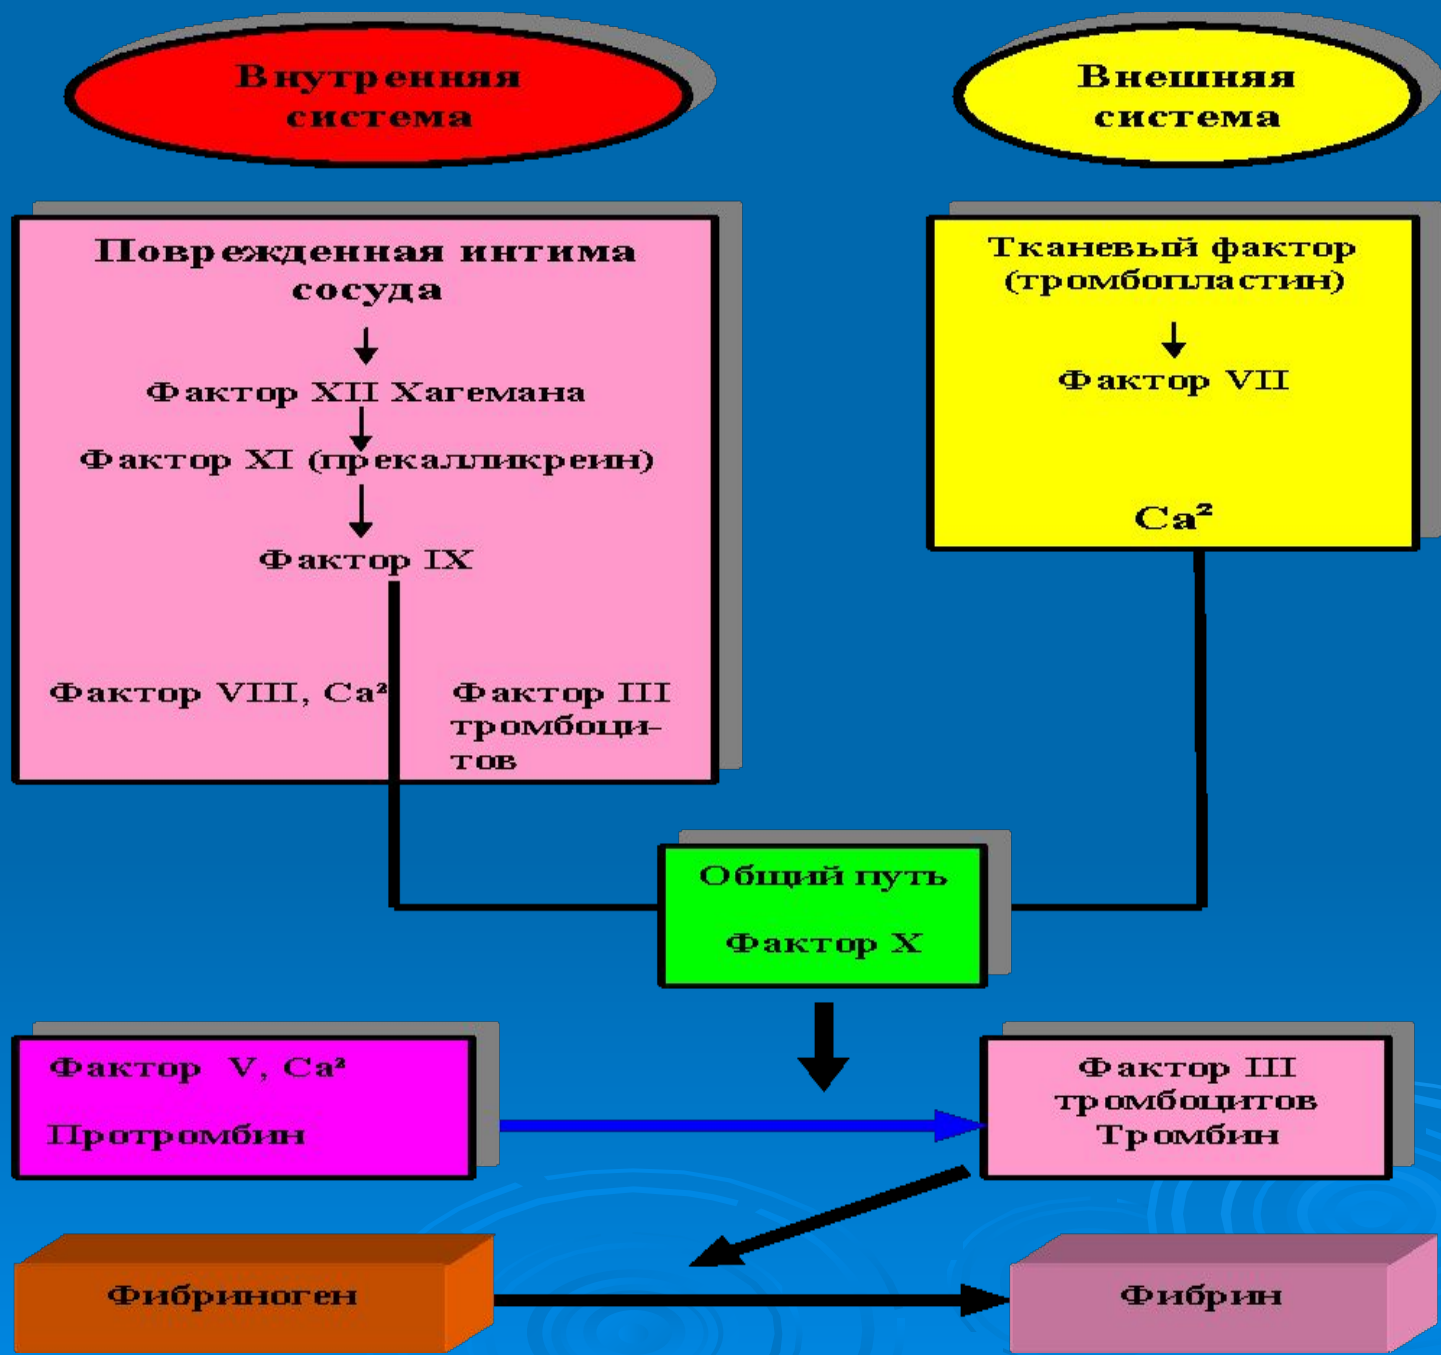 Внутренняя
система
Внешняя
система
Поврежденная интима
сосуда
Фактор XII Хагемана
Фактор XI (прекалликреин)
Фактор IX
Фактор VIII, Ca²
Фактор III
тромбоци-
тов
Тканевый фактор
(тромбопластин)
Фактор VII
Ca²
Общий путь
Фактор X
Фактор V, Ca²
Протромбин
Фактор III
тромбоцитов
Тромбин
Фибриноген
Фибрин